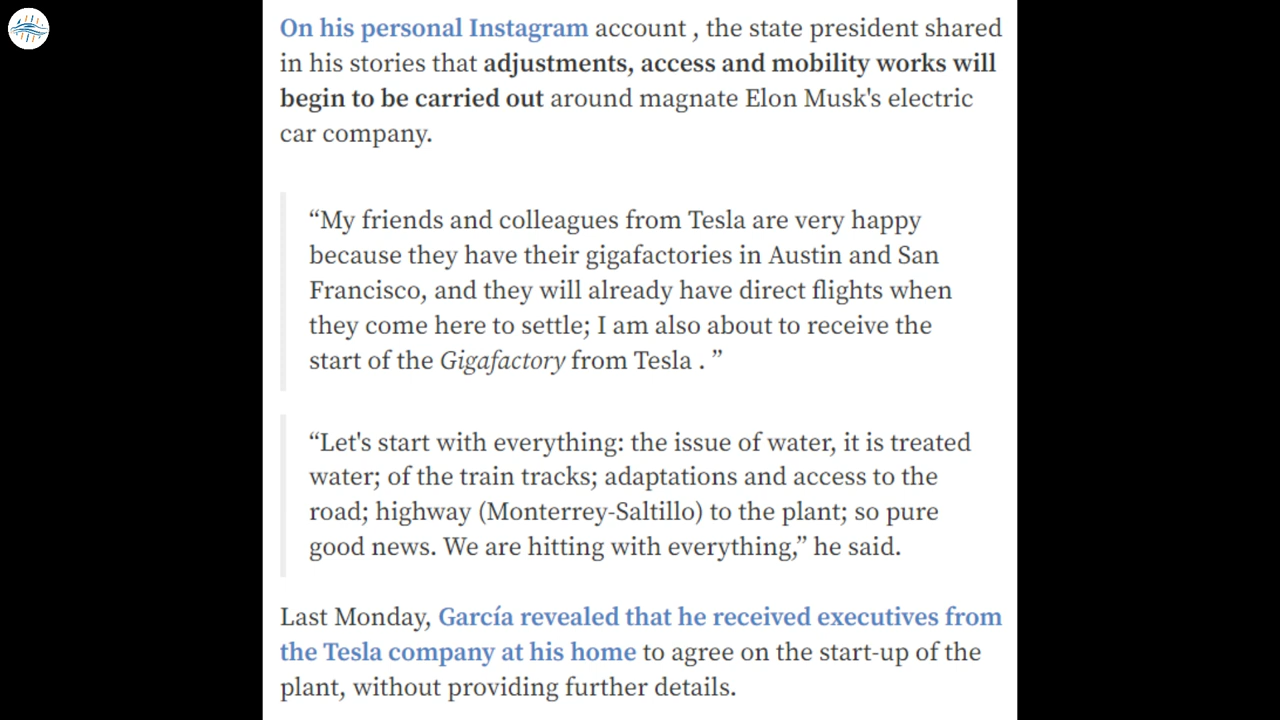 On his personal Instagram account , the state president shared
in his stories that adjustments, access and mobility works will
begin to be carried out around magnate Elon Musk's electric
car company.
“My friends and colleagues from Tesla are very happy
because they have their gigafactories in Austin and San
Francisco, and they will already have direct flights when
they come here to settle; I am also about to receive the
start of the Gigafactory from Tesla . ”
“Let's start with everything: the issue of water, it is treated
water; of the train tracks; adaptations and access to the
road; highway (Monterrey-Saltillo) to the plant; so pure
good news. We are hitting with everything,” he said.
Last Monday, García revealed that he received executives from
the Tesla company at his home to agree on the start-up of the
plant, without providing further details.